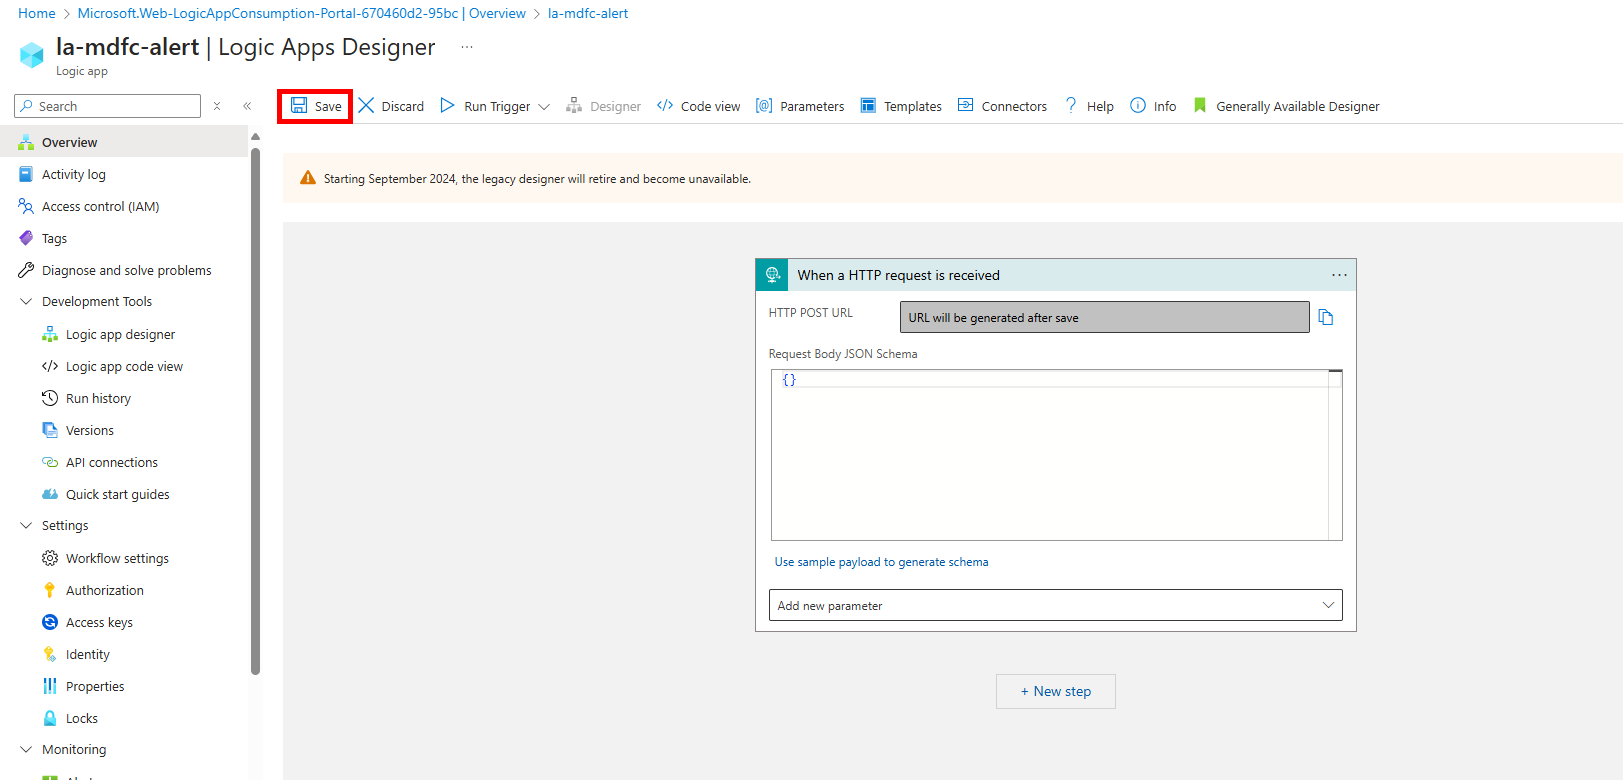 Home > Microsoft.Web-LogicAppConsumption-Portal-670460d2-95bc | Overview > la-mdfc-alert
la-mdfc-alert | Logic Apps Designer ...
Logic app
Search
Save Discard Run Trigger Designer Code view Parameters Templates Connectors Help Info Generally Available Designer
Overview
Activity log
Access control (IAM)
Tags
Diagnose and solve problems
Development Tools
Logic app designer
Logic app code view
Run history
Versions
API connections
Quick start guides
Settings
Workflow settings
Authorization
Access keys
Identity
Properties
Locks
Monitoring
Starting September 2024, the legacy designer will retire and become unavailable.
When a HTTP request is received ...
HTTP POST URL
URL will be generated after save
Request Body JSON Schema
{}
Use sample payload to generate schema
Add new parameter
+ New step